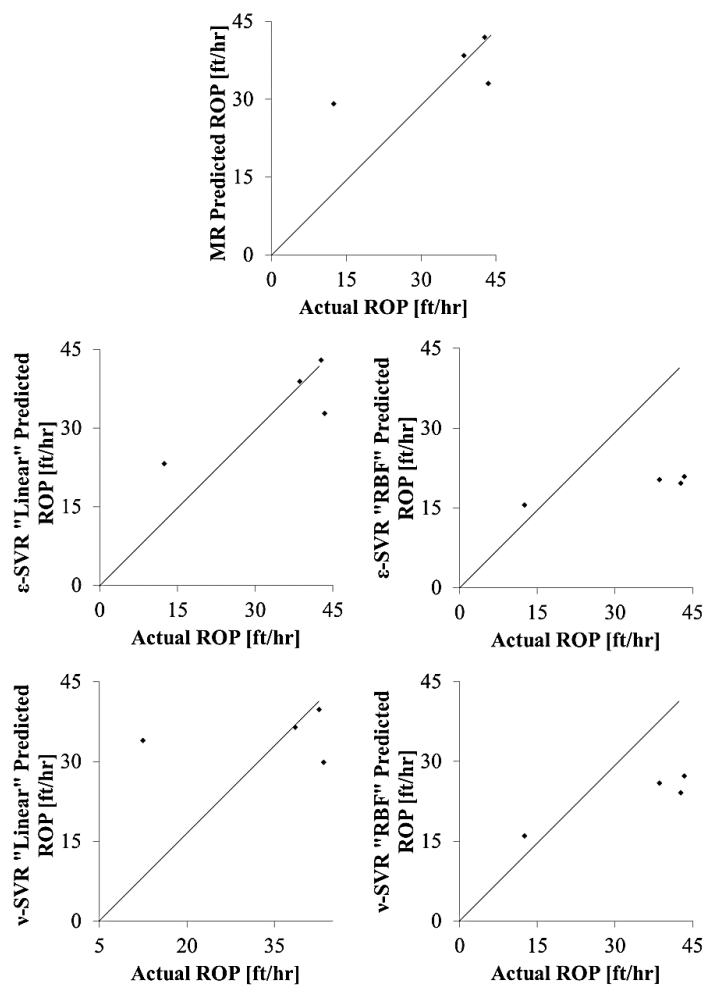 MR Predicted ROP [ft/hr]
45
30
15
0
0 15 30 45
Actual ROP [ft/hr]
ε-SVR "Linear" Predicted
ROP [ft/hr]
45
30
15
0
0 15 30 45
Actual ROP [ft/hr]
ε-SVR "RBF" Predicted
ROP [ft/hr]
45
30
15
0
0 15 30 45
Actual ROP [ft/hr]
ν-SVR "Linear" Predicted
ROP [ft/hr]
45
30
15
0
5 20 35
Actual ROP [ft/hr]
ν-SVR "RBF" Predicted
ROP [ft/hr]
45
30
15
0
0 15 30 45
Actual ROP [ft/hr]